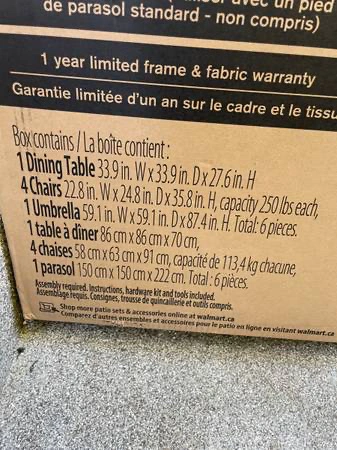 un pied
de parasol standard - non compris)
1 year limited frame & fabric warranty
Garantie limitée d'un an sur le cadre et le tissu
Box contains / La boîte contient :
1 Dining Table 33.9 in. W x 33.9 in. D x 27.6 in. H
4 Chairs 22.8 in. W x 24.8 in. D x 35.8 in. H, capacity 250 lbs each,
1 Umbrella 59.1 in. W x 59.1 in. D x 87.4 in. H. Total: 6 pieces.
1 table à dîner 86 cm x 86 cm x 70 cm,
4 chaises 58 cm x 63 cm x 91 cm, capacité de 113,4 kg chacune,
1 parasol 150 cm x 150 cm x 222 cm. Total : 6 pièces.
Assembly required. Instructions, hardware kit and tools included.
Assemblage requis. Consignes, trousse de quincaillerie et outils compris.
Shop more patio sets & accessories online at walmart.ca
Comparez d'autres ensembles et accessoires pour le patio en ligne en visitant walmart.ca